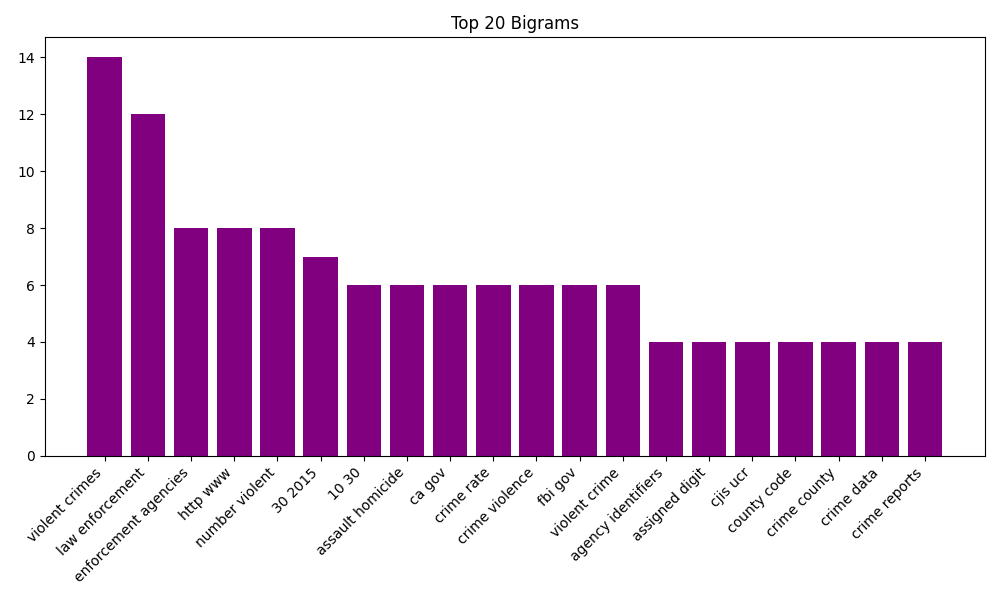 Top 20 Bigrams
14
12
10
8
6
4
2
0
violent crimes
law enforcement
enforcement agencies
http www
number violent
30 2015
10 30
assault homicide
ca gov
crime rate
crime violence
fbi gov
violent crime
agency identifiers
assigned digit
cjis ucr
county code
crime county
crime data
crime reports